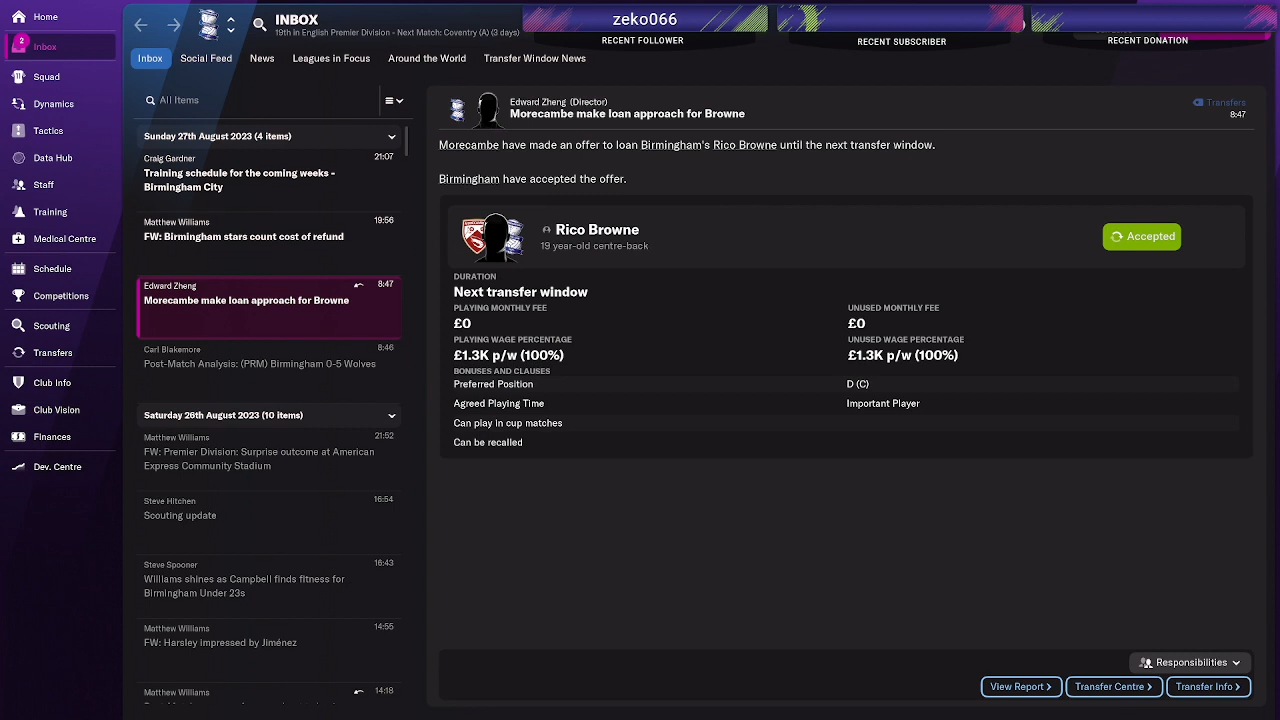 Home
2
Inbox
Squad
Dynamics
Tactics
Data Hub
Staff
Training
Medical Centre
Schedule
Competitions
Scouting
Transfers
Club Info
Club Vision
Finances
Dev. Centre
INBOX
19th in English Premier Division - Next Match: Coventry (A) (3 days)
zeko066
RECENT FOLLOWER
RECENT SUBSCRIBER
RECENT DONATION
Inbox
Social Feed
News
Leagues in Focus
Around the World
Transfer Window News
All Items
Sunday 27th August 2023 (4 items)
Craig Gardner 21:07
Training schedule for the coming weeks -
Birmingham City
Matthew Williams 19:56
FW: Birmingham stars count cost of refund
Edward Zheng 8:47
Morecambe make loan approach for Browne
Carl Blakemore 8:46
Post-Match Analysis: (PRM) Birmingham 0-5 Wolves
Saturday 26th August 2023 (10 items)
Matthew Williams 21:52
FW: Premier Division: Surprise outcome at American
Express Community Stadium
Steve Hitchen 16:54
Scouting update
Steve Spooner 16:43
Williams shines as Campbell finds fitness for
Birmingham Under 23s
Matthew Williams 14:55
FW: Harsley impressed by Jiménez
Matthew Williams 14:18
Edward Zheng (Director)
Morecambe make loan approach for Browne
Transfers
8:47
Morecambe have made an offer to loan Birmingham's Rico Browne until the next transfer window.
Birmingham have accepted the offer.
Rico Browne
19 year-old centre-back
Accepted
DURATION
Next transfer window
PLAYING MONTHLY FEE UNUSED MONTHLY FEE
£0 £0
PLAYING WAGE PERCENTAGE UNUSED WAGE PERCENTAGE
£1.3K p/w (100%) £1.3K p/w (100%)
BONUSES AND CLAUSES
Preferred Position D (C)
Agreed Playing Time Important Player
Can play in cup matches
Can be recalled
Responsibilities
View Report
Transfer Centre
Transfer Info